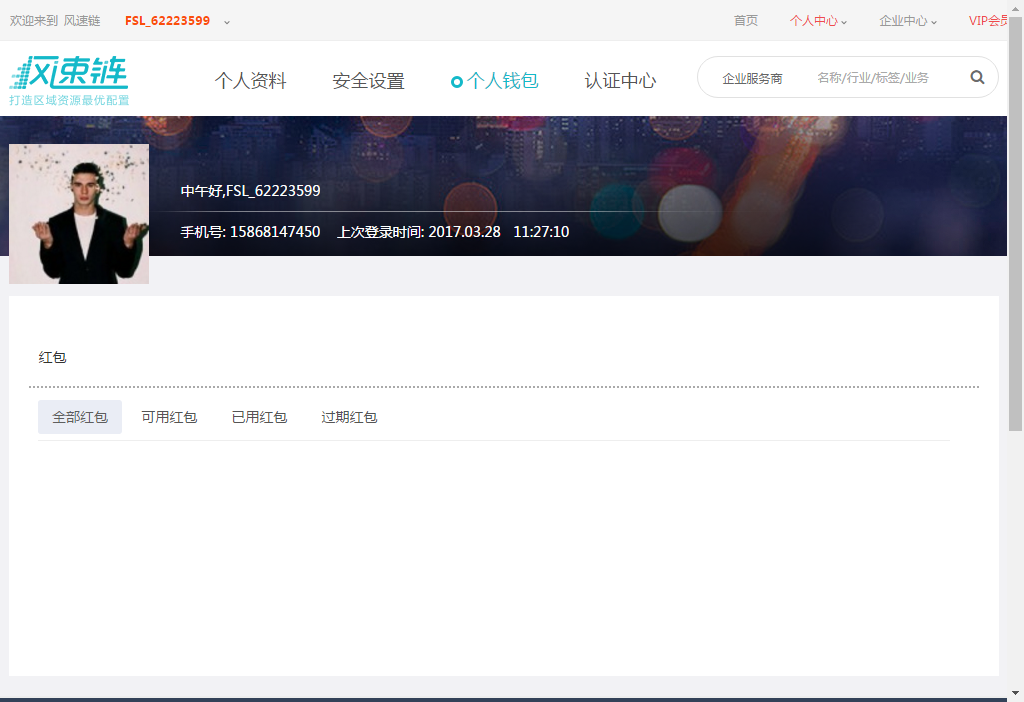 欢迎来到 风速链 FSL_62223599 首页 个人中心 企业中心 VIP会员
风速链
打造区域资源最优配置
个人资料 安全设置 个人钱包 认证中心 企业服务商 名称/行业/标签/业务
中午好,FSL_62223599
手机号: 15868147450 上次登录时间: 2017.03.28 11:27:10
红包
全部红包 可用红包 已用红包 过期红包